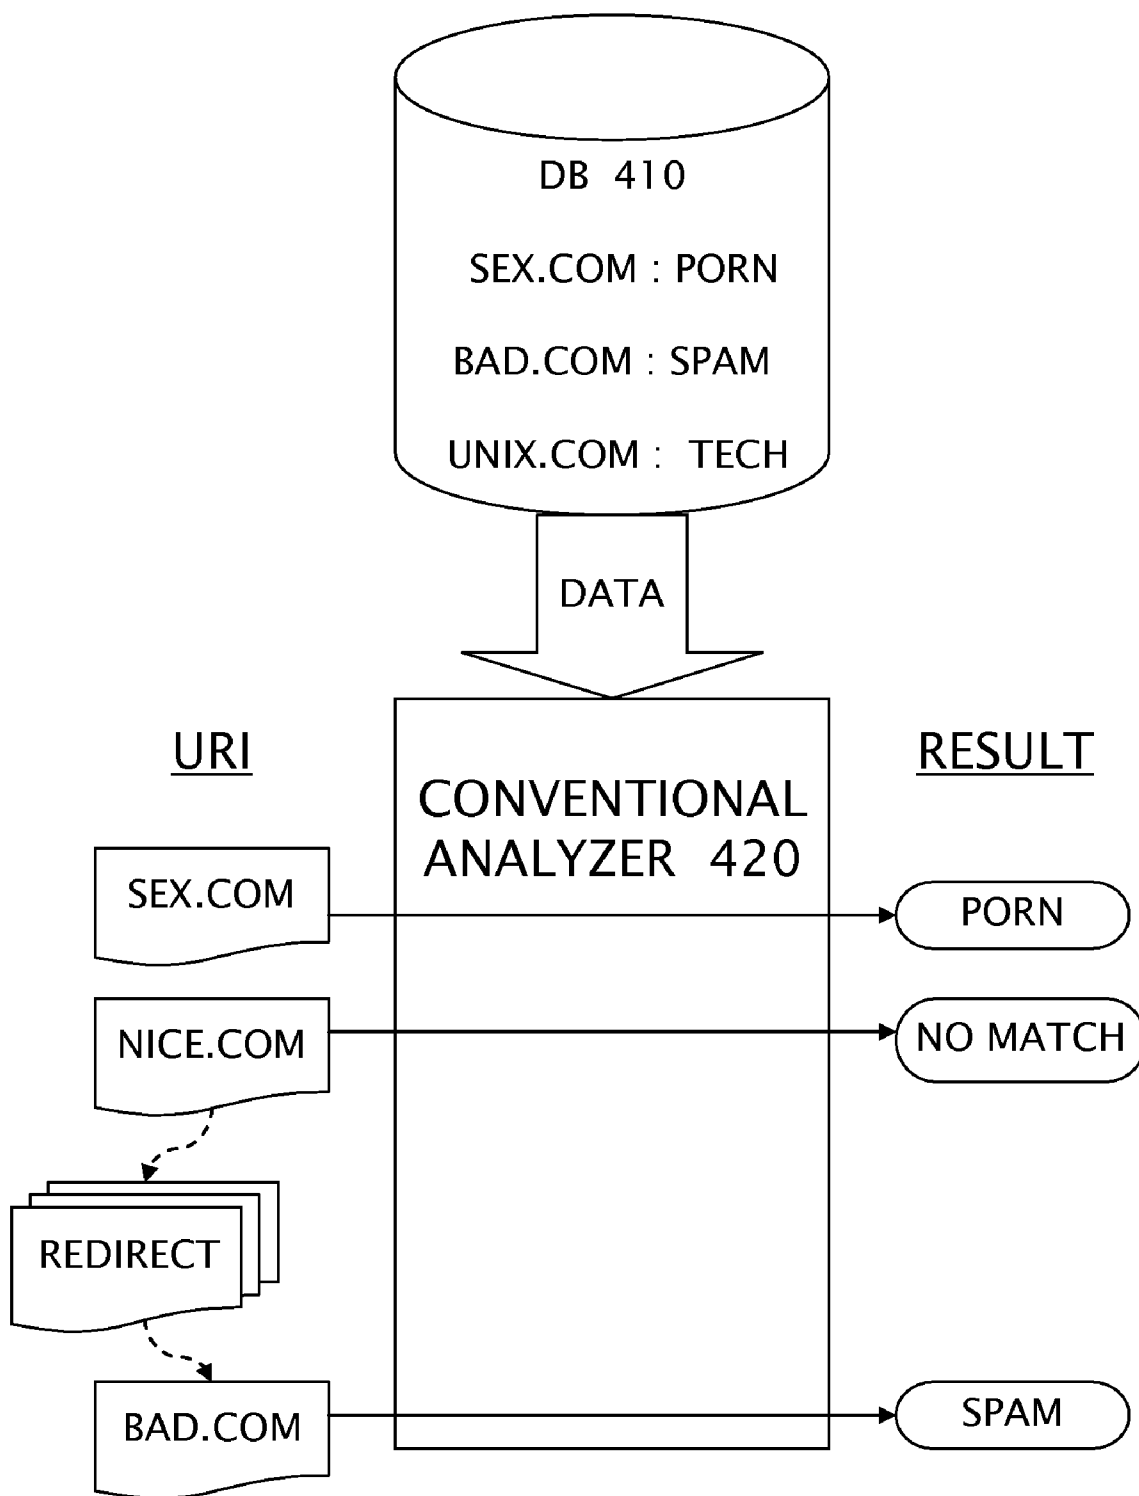 DB 410
SEX.COM : PORN
BAD.COM : SPAM
UNIX.COM : TECH
DATA
URI
RESULT
CONVENTIONAL
ANALYZER 420
SEX.COM
PORN
NICE.COM
NO MATCH
REDIRECT
BAD.COM
SPAM